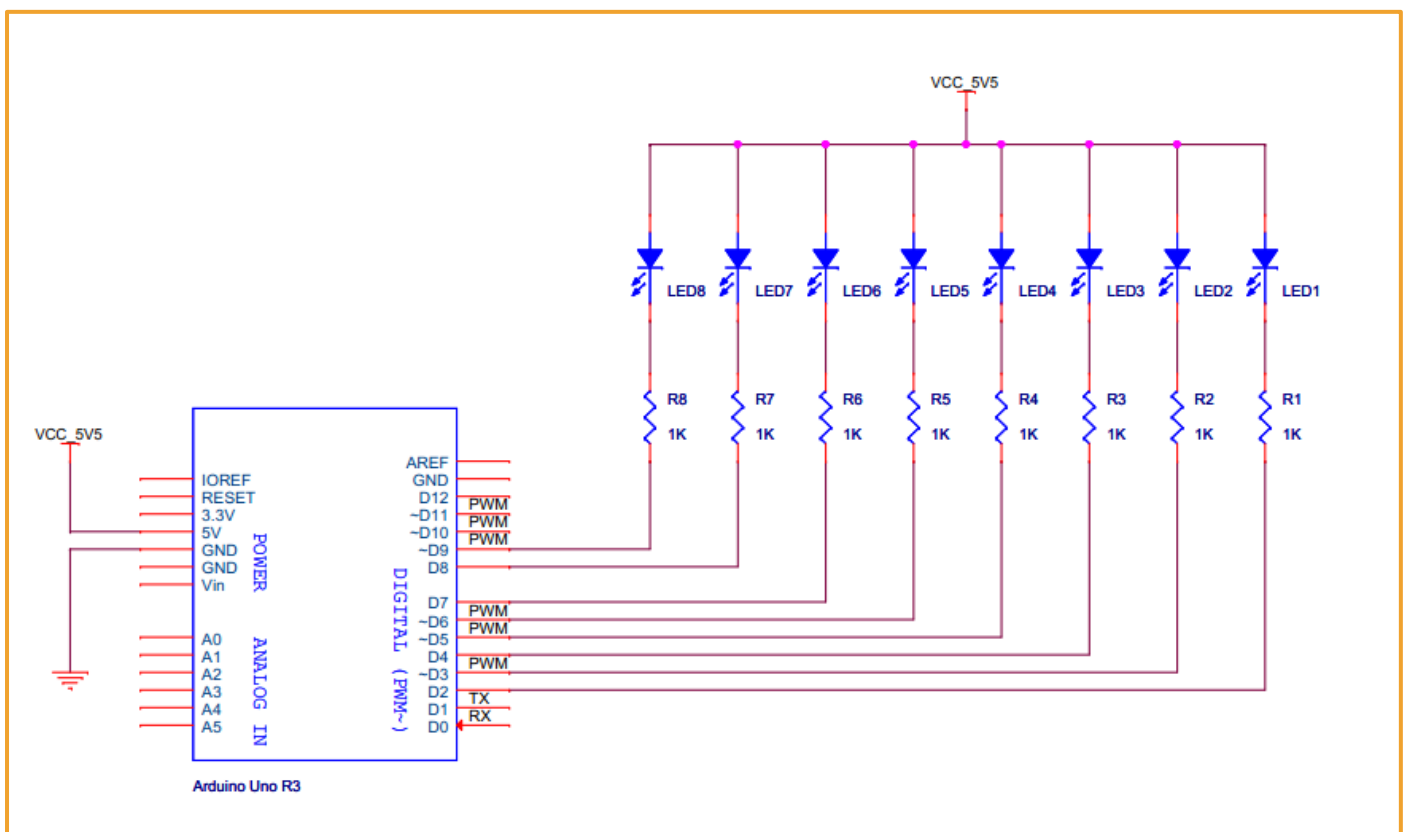 VCC_5V5
LED8 LED7 LED6 LED5 LED4 LED3 LED2 LED1
R8 R7 R6 R5 R4 R3 R2 R1
1K 1K 1K 1K 1K 1K 1K 1K
VCC_5V5
IOREF
RESET
3.3V
5V
GND
GND
Vin
POWER
A0
A1
A2
A3
A4
A5
ANALOG IN
AREF
GND
D12
~D11 PWM
~D10 PWM
~D9 PWM
D8
D7
~D6 PWM
~D5 PWM
D4
~D3 PWM
D2
D1 TX
D0 RX
DIGITAL (PWM~)
Arduino Uno R3